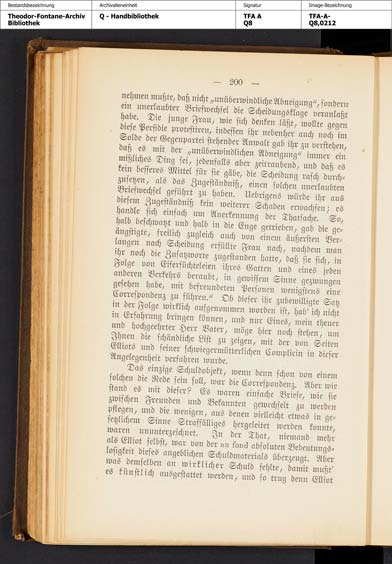 Bestandsbezeichnung
Archivalieneinheit
Signatur
Image-Bezeichnung
Theodor-Fontane-Archiv
Bibliothek
Q - Handbibliothek
TFA A
Q8
TFA-A-
Q8,0212
— 200 —
nehmen mußte, daß nicht „unüberwindliche Abneigung“, sondern
ein unerlaubter Briefwechsel die Scheidungsklage veranlaßt
habe. Die junge Frau, wie sich denken läßt, wollte gegen
diese Perfidie protestiren, indessen ihr nebenher auch noch im
Solde der Gegenpartei stehender Anwalt gab ihr zu verstehen,
daß es mit der „unüberwindlichen Abneigung“ immer ein
mißliches Ding sei, jedenfalls aber zeitraubend, und daß es
kein besseres Mittel für sie gäbe, die Scheidung rasch durch-
zusetzen, als das Zugeständniß, einen solchen unerlaubten
Briefwechsel geführt zu haben. Uebrigens würde ihr aus
diesem Zugeständniß kein weiterer Schaden erwachsen; es
handle sich einfach um Anerkennung der Thatsache. So,
halb beschwatzt und halb in die Enge getrieben, gab die ge-
ängstigte, freilich zugleich auch von einem äußersten Ver-
langen nach Scheidung erfüllte Frau nach, nachdem man
ihr noch die Zusatzworte zugestanden hatte, daß sie sich, in
Folge von Eifersüchteleien ihres Gatten und eines jeden
anderen Verkehrs beraubt, in gewissem Sinne gezwungen
gesehen habe, mit befreundeten Personen wenigstens eine
Correspondenz zu führen.“ Ob dieser ihr zubewilligte Satz
in der Folge wirklich aufgenommen worden ist, hab' ich nicht
in Erfahrung bringen können, und nur Eines, mein theurer
und hochgeehrter Herr Vater, möge hier noch stehen, um
Ihnen die schändliche List zu zeigen, mit der von Seiten
Elliots und seiner schwiegermütterlichen Complicin in dieser
Angelegenheit verfahren wurde.
Das einzige Schuldobjekt, wenn denn schon von einem
solchen die Rede sein soll, war die Correspondenz. Aber wie
stand es mit dieser? Es waren einfache Briefe, wie sie
zwischen Freunden und Bekannten gewechselt zu werden
pflegen, und die wenigen, aus denen vielleicht etwas in ge-
setzlichem Sinne Straffälliges hergeleitet werden konnte,
waren ununterzeichnet. In der That, niemand mehr
als Elliot selbst, war von der au fond absoluten Bedeutungs-
losigkeit dieses angeblichen Schuldmaterials überzeugt. Aber
was demselben an wirklicher Schuld fehlte, damit mußt'
es künstlich ausgestattet werden, und so trug denn Elliot